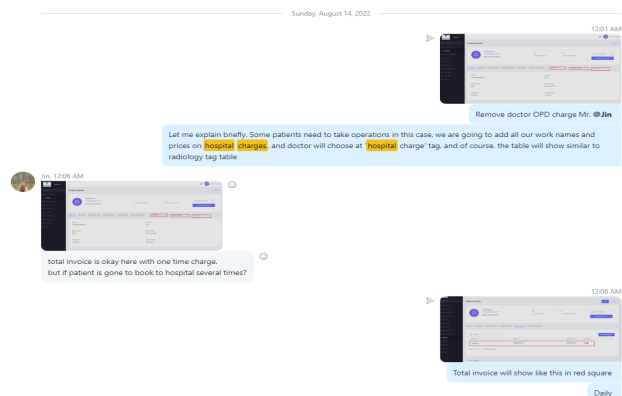 Sunday, August 14, 2022
12:01 AM
Remove doctor OPD charge Mr. @Jin
Let me explain briefly. Some patients need to take operations in this case. we are going to add all our work names and
prices on hospital charges, and doctor will choose at 'hospital charge' tag, and of course, the table will show similar to
radiology tag table
Jin, 12:06 AM
total invoice is okay here with one time charge.
but if patient is gone to book to hospital several times?
12:08 AM
Total invoice will show like this in red square
Daily